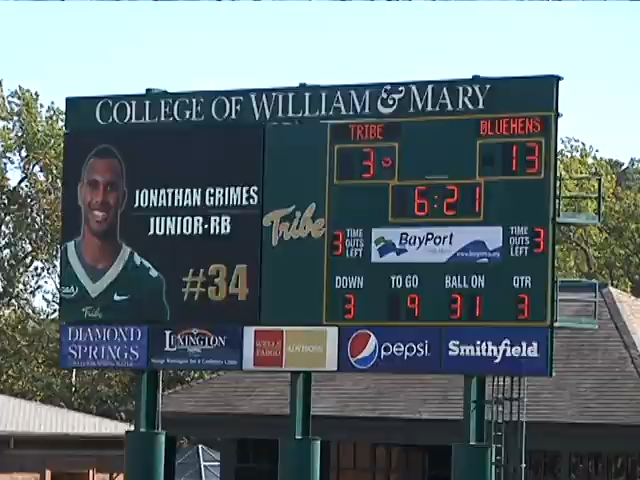 COLLEGE OF WILLIAM & MARY
TRIBE
BLUEHENS
3
13
6:21
JONATHAN GRIMES
JUNIOR-RB
#34
Tribe
Tribe
3 TIME OUTS LEFT
BayPort
TIME OUTS LEFT 3
DOWN TO GO BALL ON QTR
3 9 31 3
DIAMOND SPRINGS
LEXINGTON
WELLS FARGO ADVISORS
pepsi
Smithfield